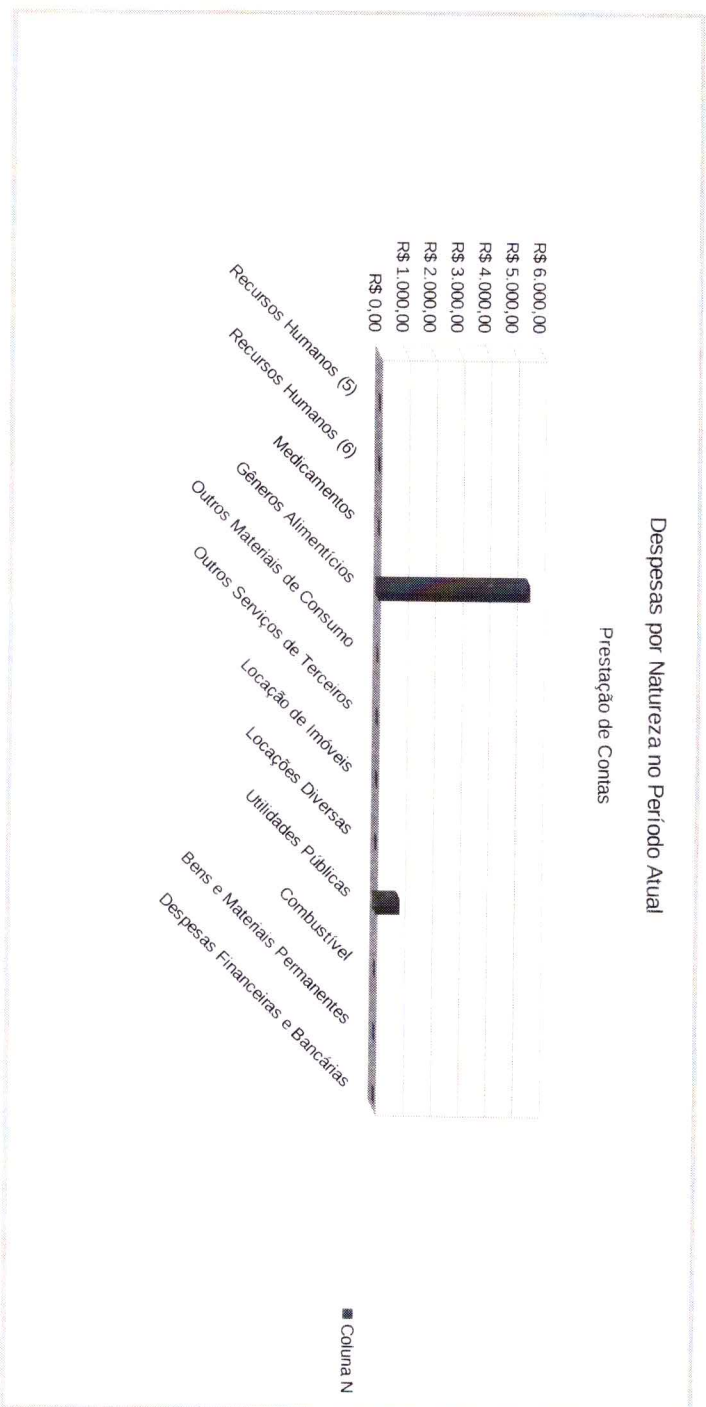 Despesas por Natureza no Período Atual
Prestação de Contas
R$ 6.000,00
R$ 5.000,00
R$ 4.000,00
R$ 3.000,00
R$ 2.000,00
R$ 1.000,00
R$ 0,00
Recursos Humanos (5)
Recursos Humanos (6)
Medicamentos
Gêneros Alimentícios
Outros Materiais de Consumo
Outros Serviços de Terceiros
Locação de Imóveis
Locações Diversas
Utilidades Públicas
Combustível
Bens e Materiais Permanentes
Despesas Financeiras e Bancárias
Coluna N